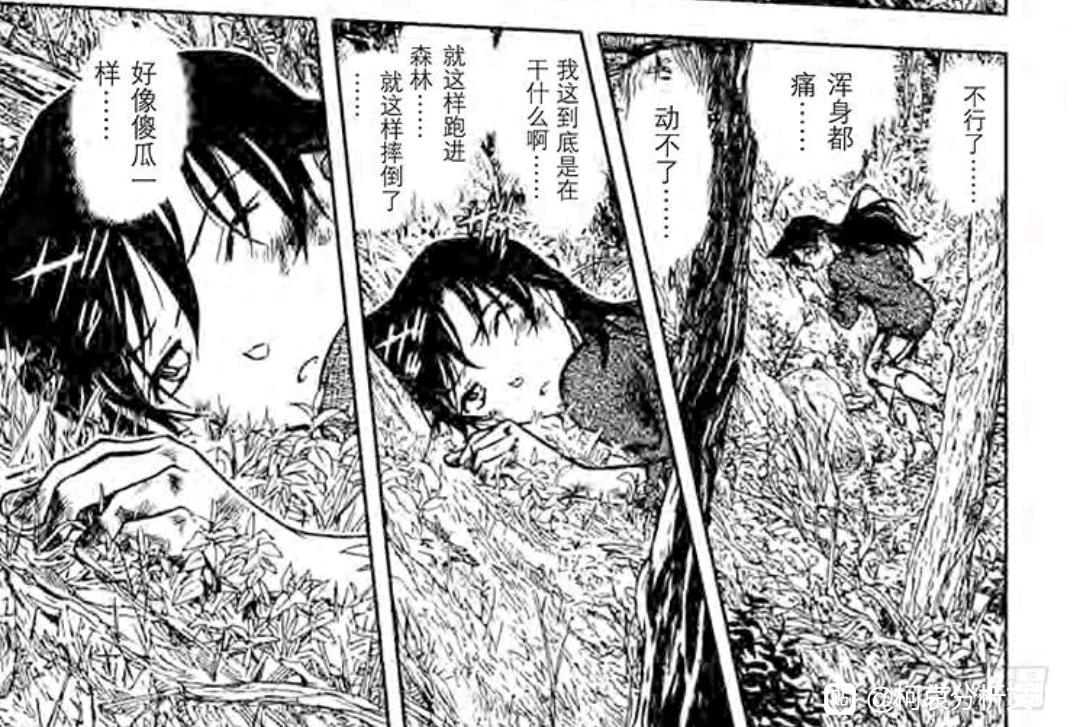 不行了……
浑身都
痛……
动不了………
我这到底是在
干什么啊……
就这样跑进
森林……
就这样摔倒了
……
好像傻瓜一
样……
@柯哀分析文